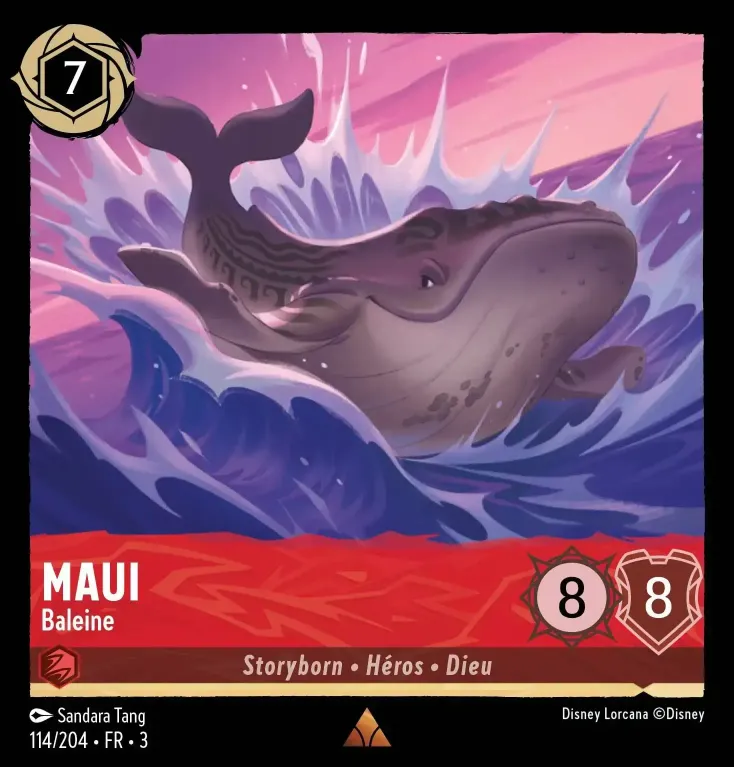 7
MAUI
Baleine
8 8
Storyborn • Héros • Dieu
Sandara Tang
Disney Lorcana ©Disney
114/204 • FR • 3